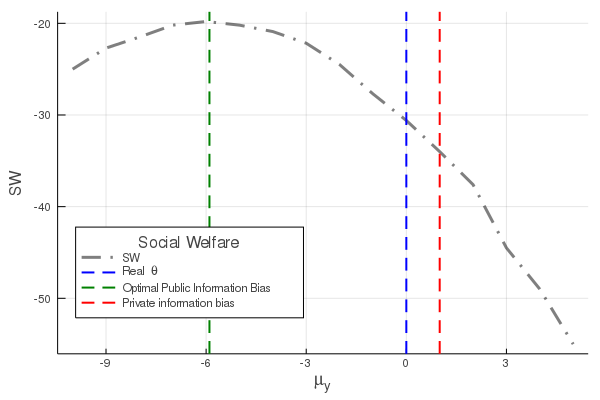 -20
-30
-40
-50
SW
Social Welfare
SW
Real θ
Optimal Public Information Bias
Private information bias
-9
-6
-3
0
3
μy